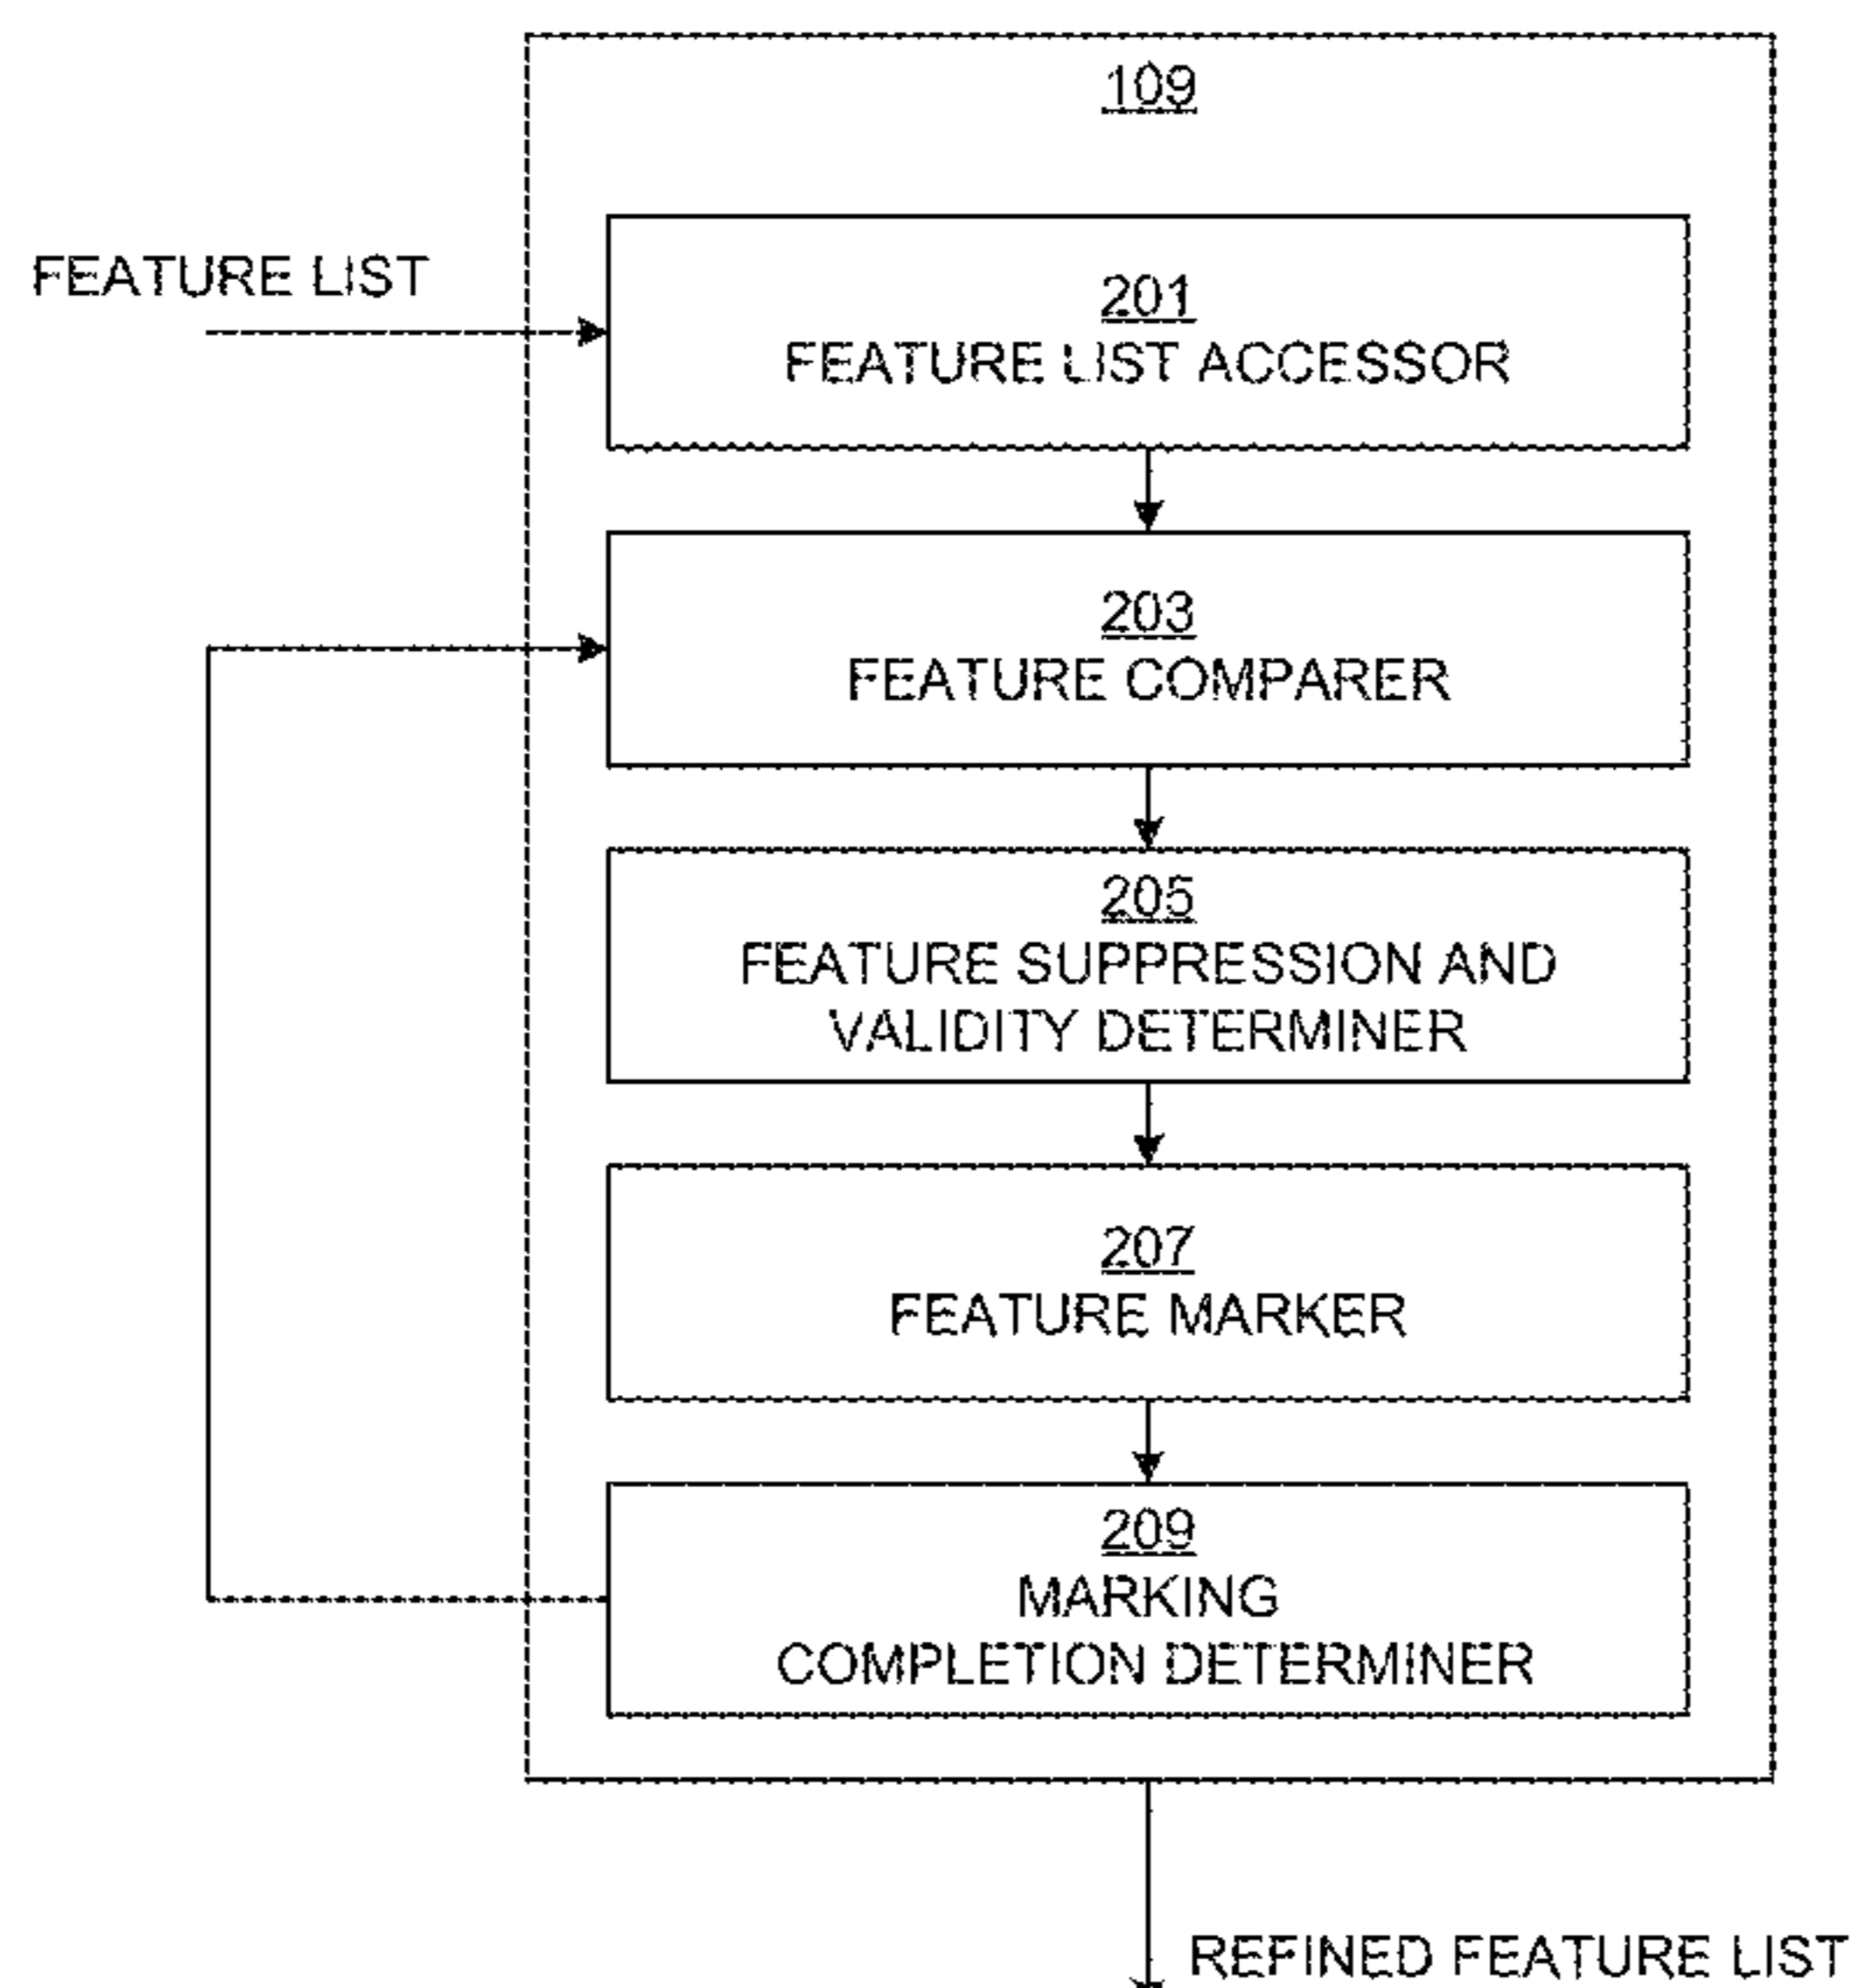 109
FEATURE LIST
201
FEATURE LIST ACCESSOR
203
FEATURE COMPARER
205
FEATURE SUPPRESSION AND
VALIDITY DETERMINER
207
FEATURE MARKER
209
MARKING
COMPLETION DETERMINER
REFINED FEATURE LIST